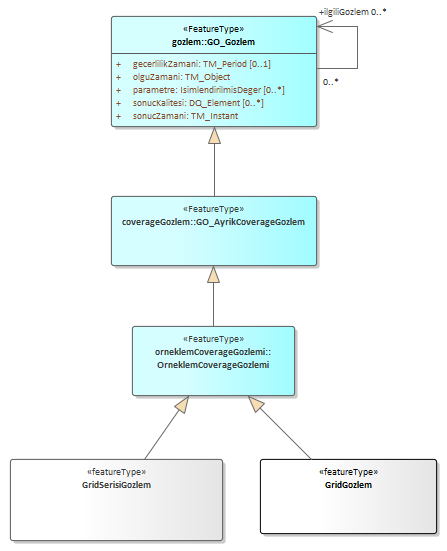 +ilgiliGozlem 0..*
«FeatureType»
gozlem::GO_Gozlem
+ gecerlilikZamani: TM_Period [0..1]
+ olguZamani: TM_Object
+ parametre: IsimlendirilmisDeger [0..*]
+ sonucKalitesi: DQ_Element [0..*]
+ sonucZamani: TM_Instant
0..*
«FeatureType»
coverageGozlem::GO_AyrikCoverageGozlem
«FeatureType»
orneklemCoverageGozlemi::
OrneklemCoverageGozlemi
«featureType»
GridSerisiGozlem
«featureType»
GridGozlem